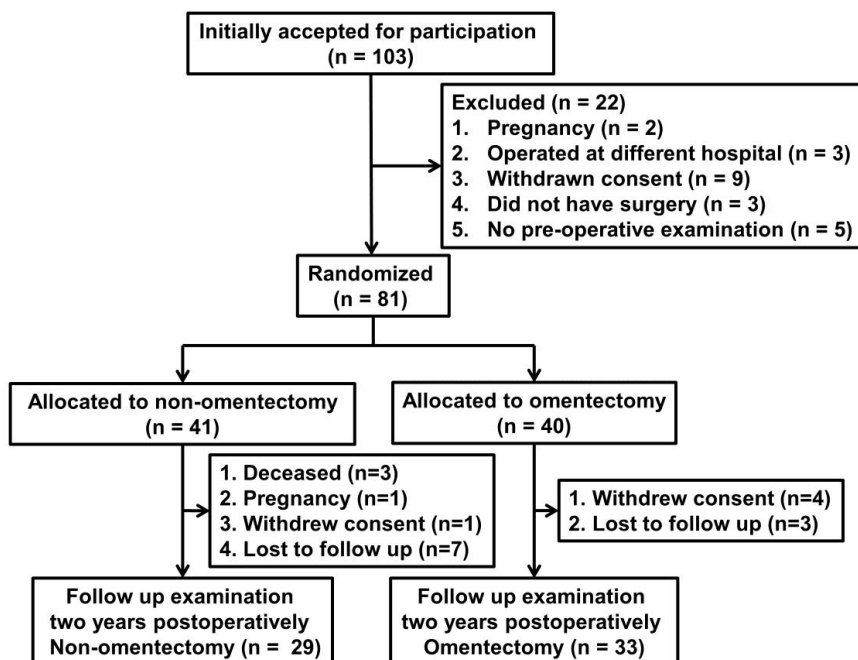 Initially accepted for participation
(n = 103)
Excluded (n = 22)
1. Pregnancy (n = 2)
2. Operated at different hospital (n = 3)
3. Withdrawn consent (n = 9)
4. Did not have surgery (n = 3)
5. No pre-operative examination (n = 5)
Randomized
(n = 81)
Allocated to non-omentectomy
(n = 41)
Allocated to omentectomy
(n = 40)
1. Deceased (n=3)
2. Pregnancy (n=1)
3. Withdrew consent (n=1)
4. Lost to follow up (n=7)
1. Withdrew consent (n=4)
2. Lost to follow up (n=3)
Follow up examination
two years postoperatively
Non-omentectomy (n = 29)
Follow up examination
two years postoperatively
Omentectomy (n = 33)